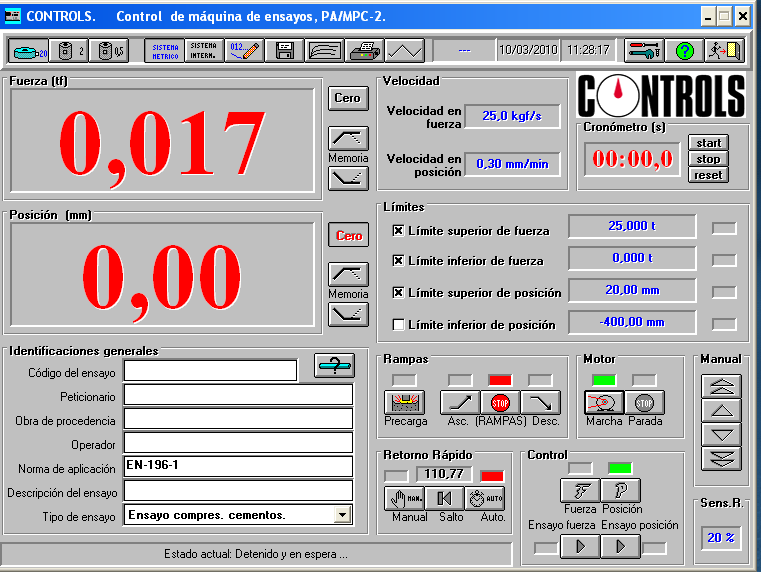 CONTROLS. Control de máquina de ensayos, PA/MPC-2.
20 2 0,5 SISTEMA METRICO SISTEMA INTERN. 012 --- 10/03/2010 11:28:17 ?
Fuerza (tf)
0,017
Cero
Memoria
Posición (mm)
0,00
Cero
Memoria
Velocidad
Velocidad en fuerza 25,0 kgf/s
Velocidad en posición 0,30 mm/min
CONTROLS
Cronómetro (s)
00:00,0
start
stop
reset
Límites
Límite superior de fuerza 25,000 t
Límite inferior de fuerza 0,000 t
Límite superior de posición 20,00 mm
Límite inferior de posición -400,00 mm
Identificaciones generales
Código del ensayo ?
Peticionario
Obra de procedencia
Operador
Norma de aplicación EN-196-1
Descripción del ensayo
Tipo de ensayo Ensayo compres. cementos.
Rampas
STOP
Precarga Asc. (RAMPAS) Desc.
Motor
STOP
Marcha Parada
Manual
Retorno Rápido
110,77
MAN. AUTO
Manual Salto Auto.
Control
F P
Fuerza Posición
Ensayo fuerza Ensayo posición
Sens.R.
20 %
Estado actual: Detenido y en espera ...